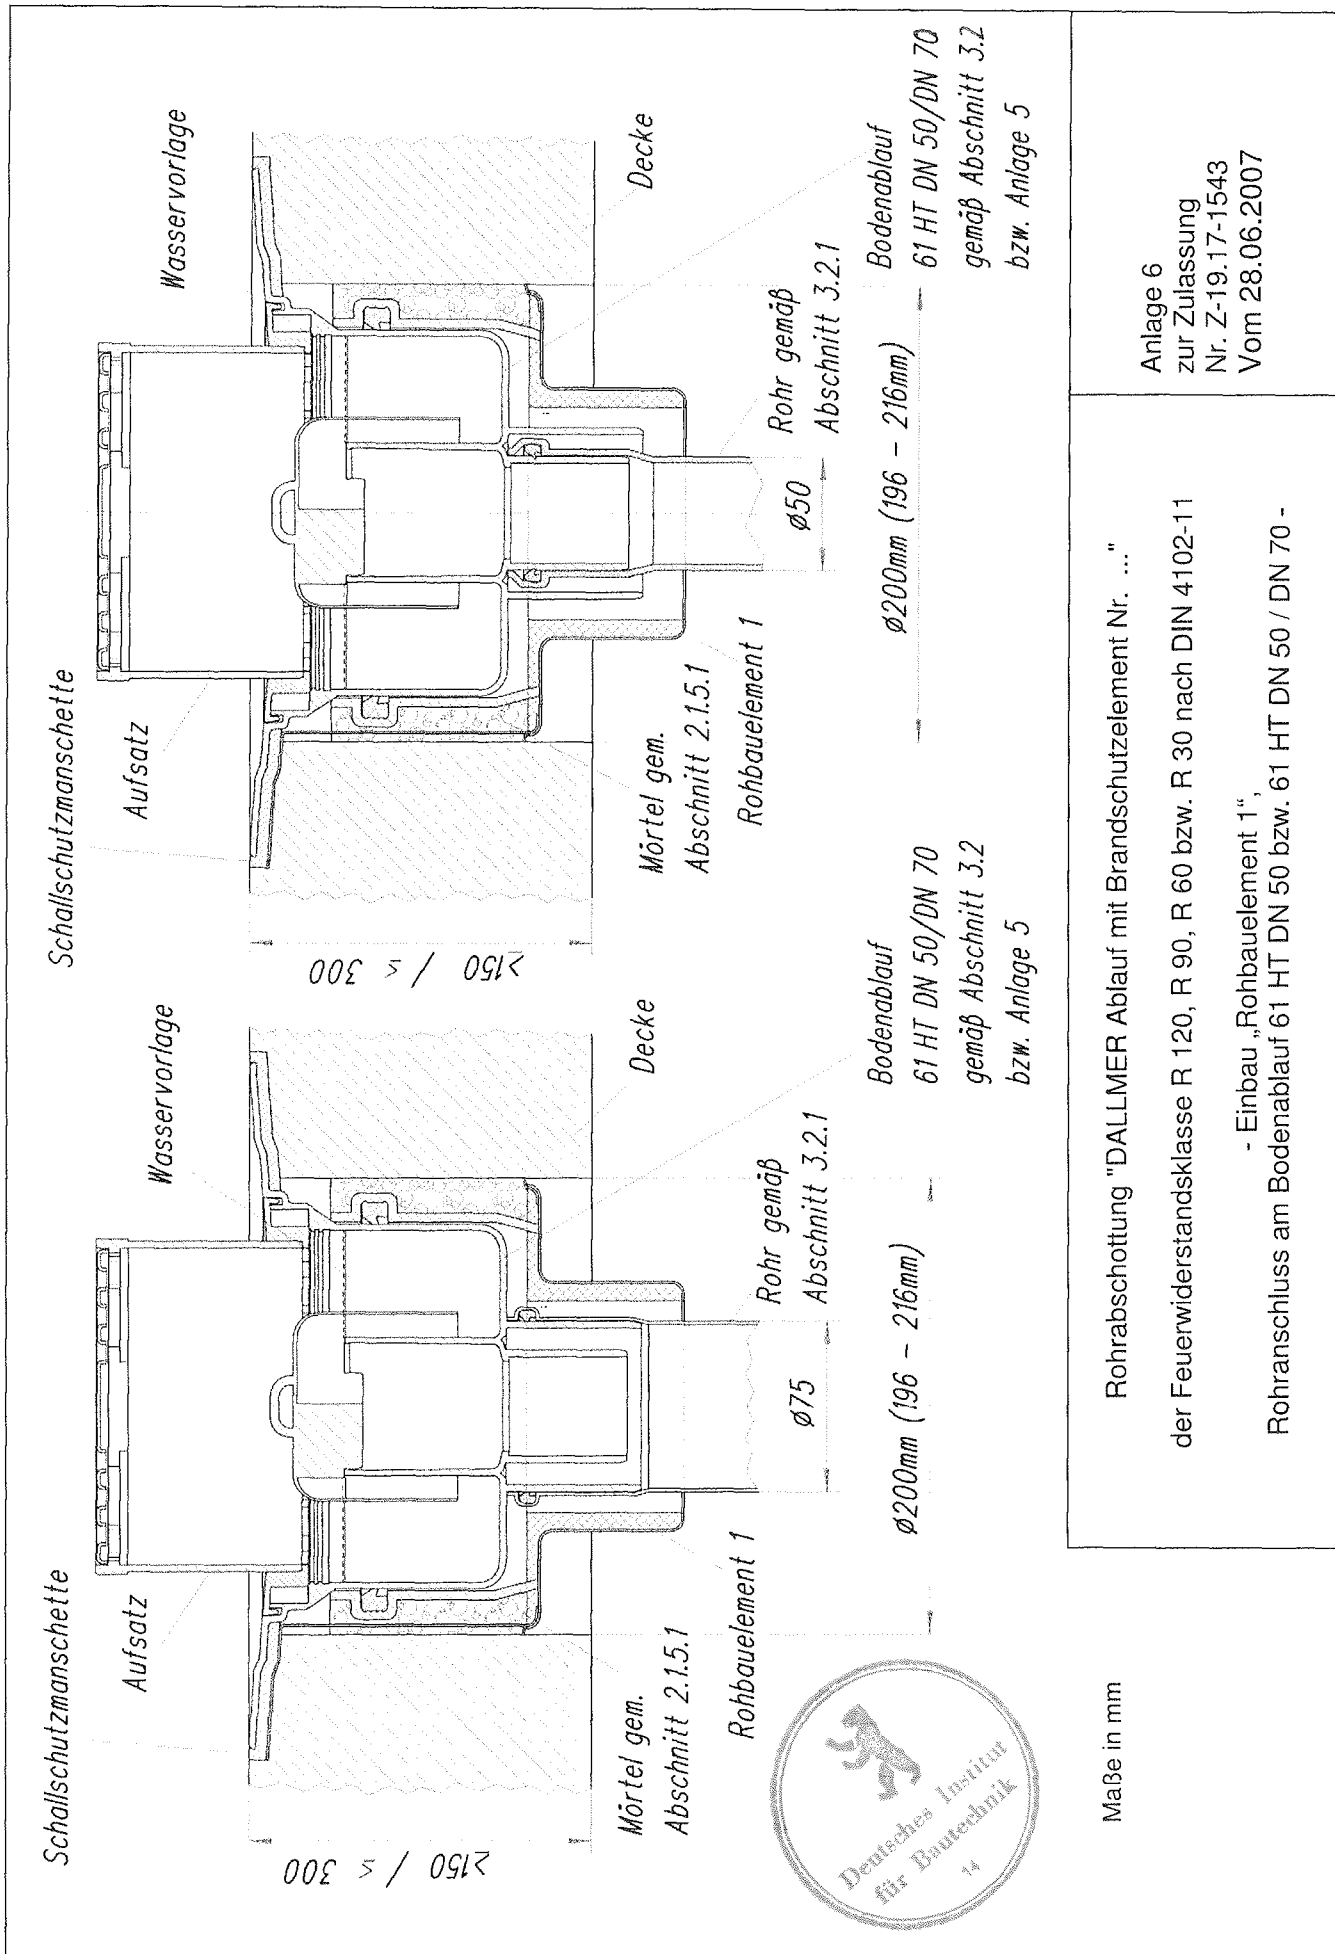 Schallschutzmanschette
Aufsatz
Wasservorlage
≥150 / ≤ 300
Mörtel gem.
Abschnitt 2.1.5.1
Rohbauelement 1
Decke
Rohr gemäß
Abschnitt 3.2.1
ø75
ø200mm (196 - 216mm)
Bodenablauf
61 HT DN 50/DN 70
gemäß Abschnitt 3.2
bzw. Anlage 5
Schallschutzmanschette
Aufsatz
Wasservorlage
≥150 / ≤ 300
Mörtel gem.
Abschnitt 2.1.5.1
Rohbauelement 1
Decke
Rohr gemäß
Abschnitt 3.2.1
ø50
ø200mm (196 - 216mm)
Bodenablauf
61 HT DN 50/DN 70
gemäß Abschnitt 3.2
bzw. Anlage 5
Deutsches Institut
für Bautechnik
14
Maße in mm
Rohrabschottung "DALLMER Ablauf mit Brandschutzelement Nr. ..."
der Feuerwiderstandsklasse R 120, R 90, R 60 bzw. R 30 nach DIN 4102-11
- Einbau „Rohbauelement 1“,
Rohranschluss am Bodenablauf 61 HT DN 50 bzw. 61 HT DN 50 / DN 70 -
Anlage 6
zur Zulassung
Nr. Z-19.17-1543
Vom 28.06.2007